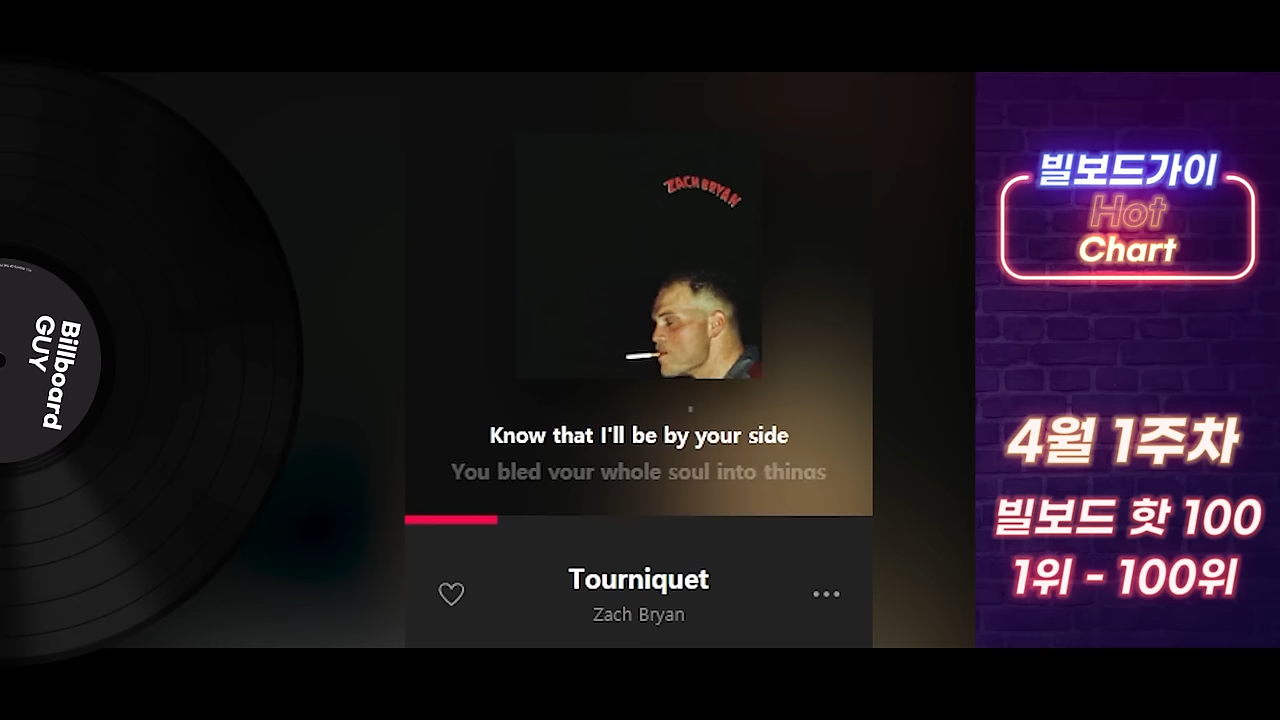 Billboard
GUY
ZACH BRYAN
Know that I'll be by your side
You bled your whole soul into things
Tourniquet
Zach Bryan
빌보드가이
Hot
Chart
4월 1주차
빌보드 핫 100
1위 - 100위